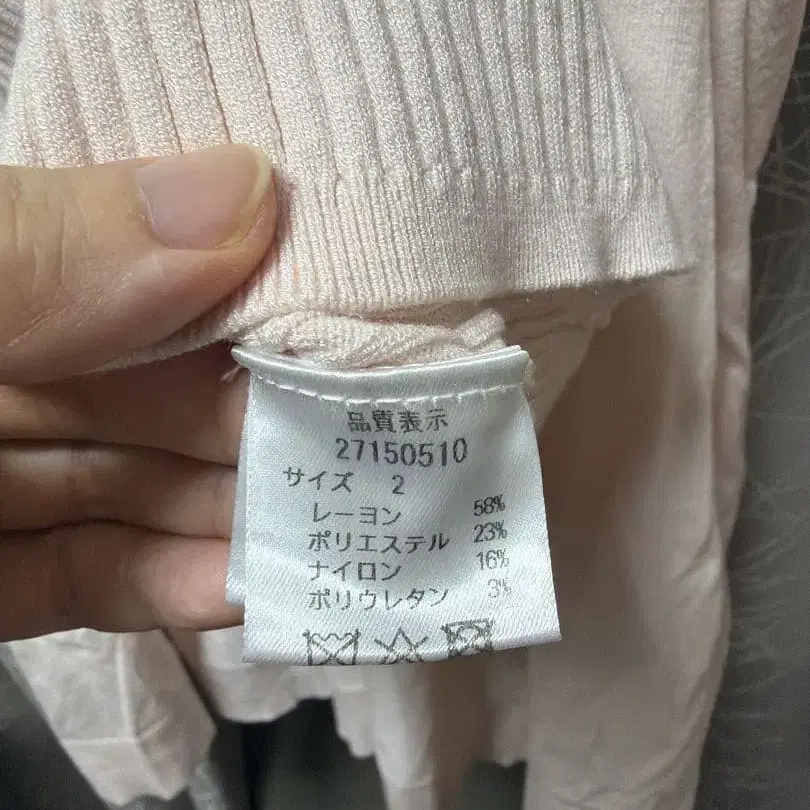 品質表示
27150510
サイズ 2
レーヨン 58%
ポリエステル 23%
ナイロン 16%
ポリウレタン 3%